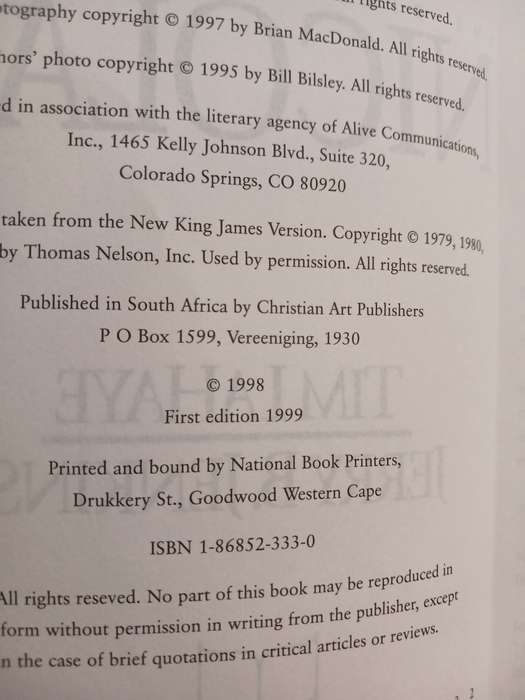 rights reserved.
tography copyright © 1997 by Brian MacDonald. All rights reserved.
hors' photo copyright © 1995 by Bill Bilsley. All rights reserved.
d in association with the literary agency of Alive Communications,
Inc., 1465 Kelly Johnson Blvd., Suite 320,
Colorado Springs, CO 80920
taken from the New King James Version. Copyright © 1979, 1980,
by Thomas Nelson, Inc. Used by permission. All rights reserved.
Published in South Africa by Christian Art Publishers
P O Box 1599, Vereeniging, 1930
© 1998
First edition 1999
Printed and bound by National Book Printers,
Drukkery St., Goodwood Western Cape
ISBN 1-86852-333-0
All rights reseved. No part of this book may be reproduced in
form without permission in writing from the publisher, except
n the case of brief quotations in critical articles or reviews.